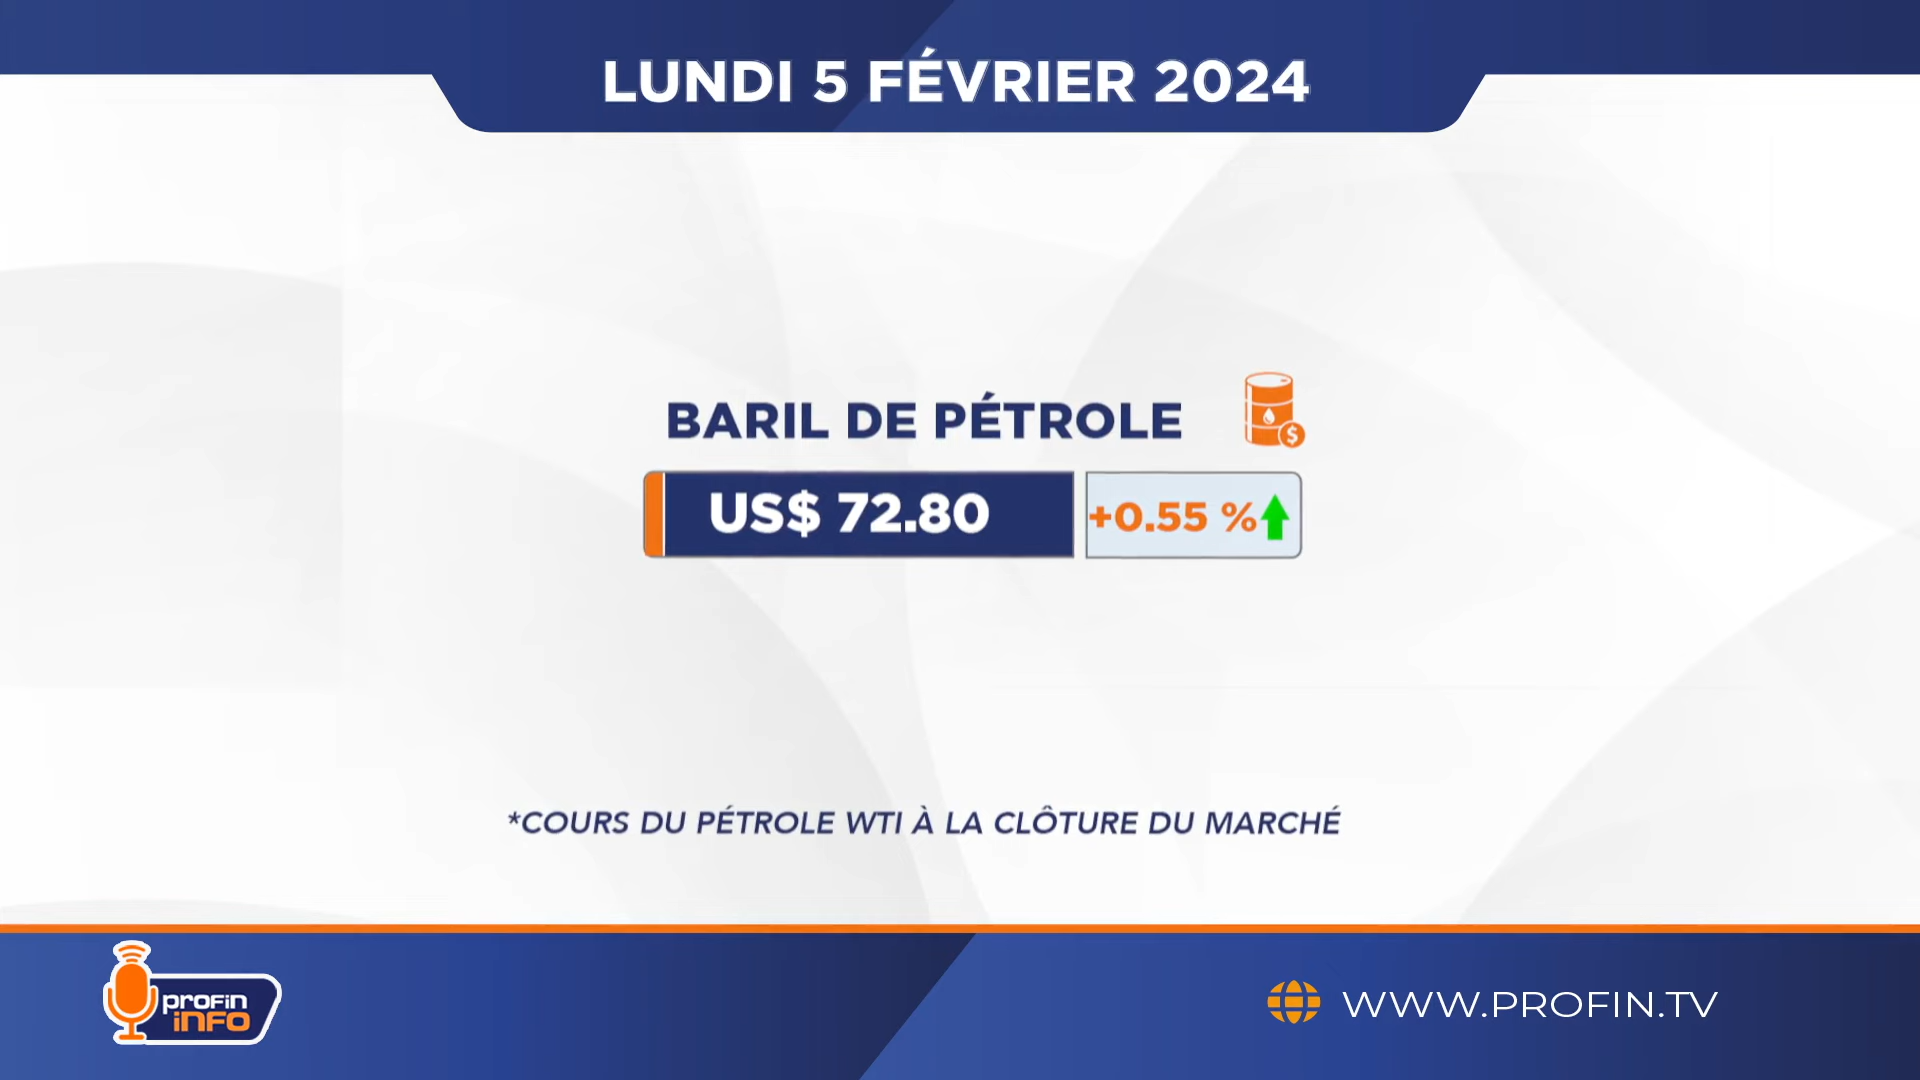 LUNDI 5 FÉVRIER 2024
BARIL DE PÉTROLE
$
US$ 72.80
+0.55 %
*COURS DU PÉTROLE WTI À LA CLÔTURE DU MARCHÉ
PROFIN
INFO
WWW.PROFIN.TV